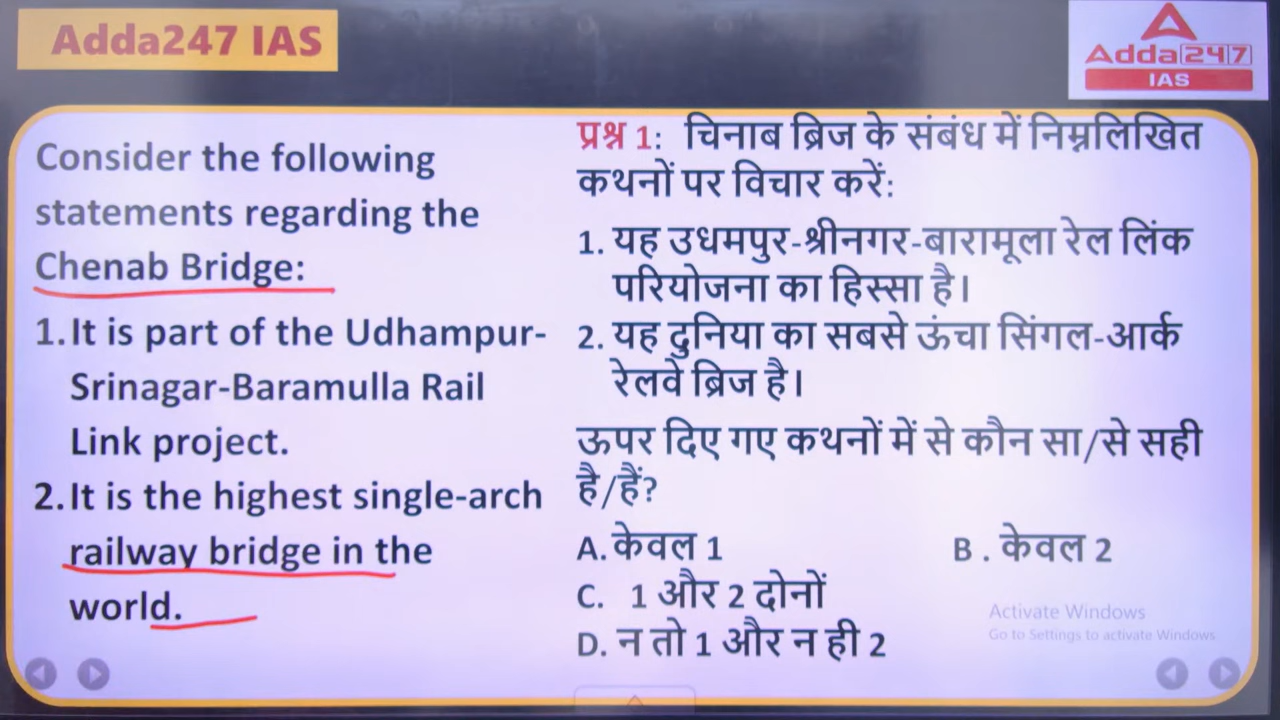 Adda247 IAS
Adda247
IAS
Consider the following
statements regarding the
Chenab Bridge:
1. It is part of the Udhampur-
Srinagar-Baramulla Rail
Link project.
2. It is the highest single-arch
railway bridge in the
world.
प्रश्न 1: चिनाब ब्रिज के संबंध में निम्नलिखित
कथनों पर विचार करें:
1. यह उधमपुर-श्रीनगर-बारामूला रेल लिंक
परियोजना का हिस्सा है।
2. यह दुनिया का सबसे ऊंचा सिंगल-आर्क
रेलवे ब्रिज है।
ऊपर दिए गए कथनों में से कौन सा/से सही
है/हैं?
A. केवल 1 B . केवल 2
C. 1 और 2 दोनों
D. न तो 1 और न ही 2
Activate Windows
Go to Settings to activate Windows.